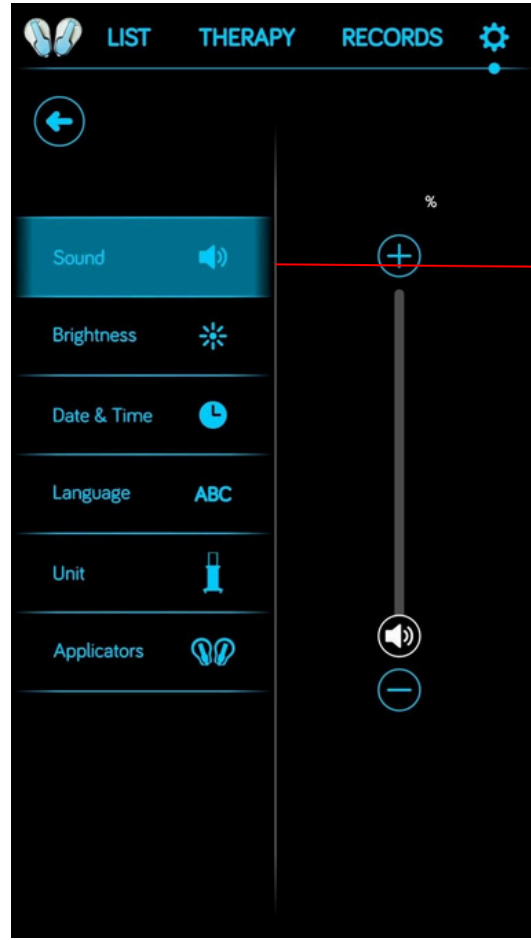 LIST THERAPY RECORDS
%
Sound
Brightness
Date & Time
Language ABC
Unit
Applicators